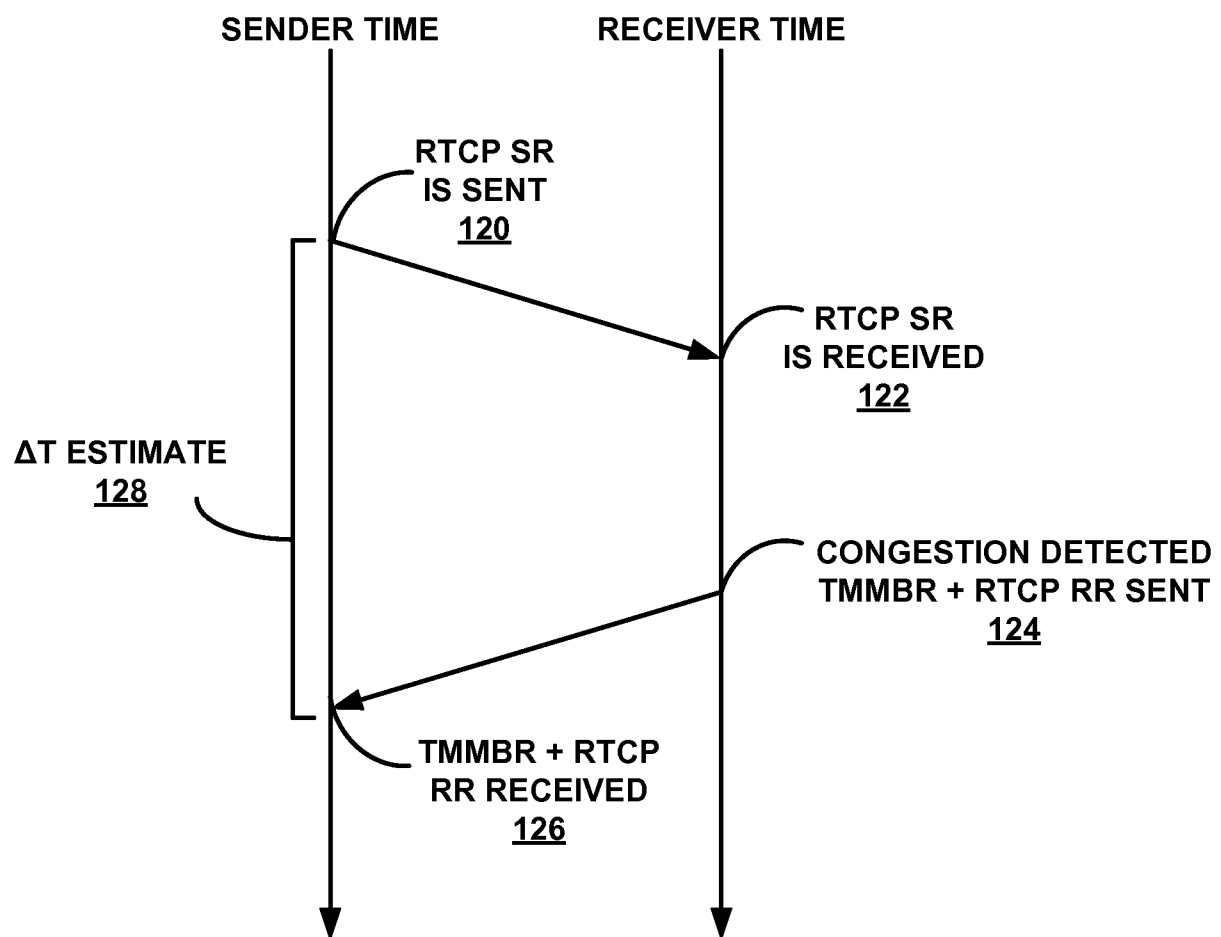 SENDER TIME
RECEIVER TIME
RTCP SR
IS SENT
120
RTCP SR
IS RECEIVED
122
ΔT ESTIMATE
128
CONGESTION DETECTED
TMMBR + RTCP RR SENT
124
TMMBR + RTCP
RR RECEIVED
126